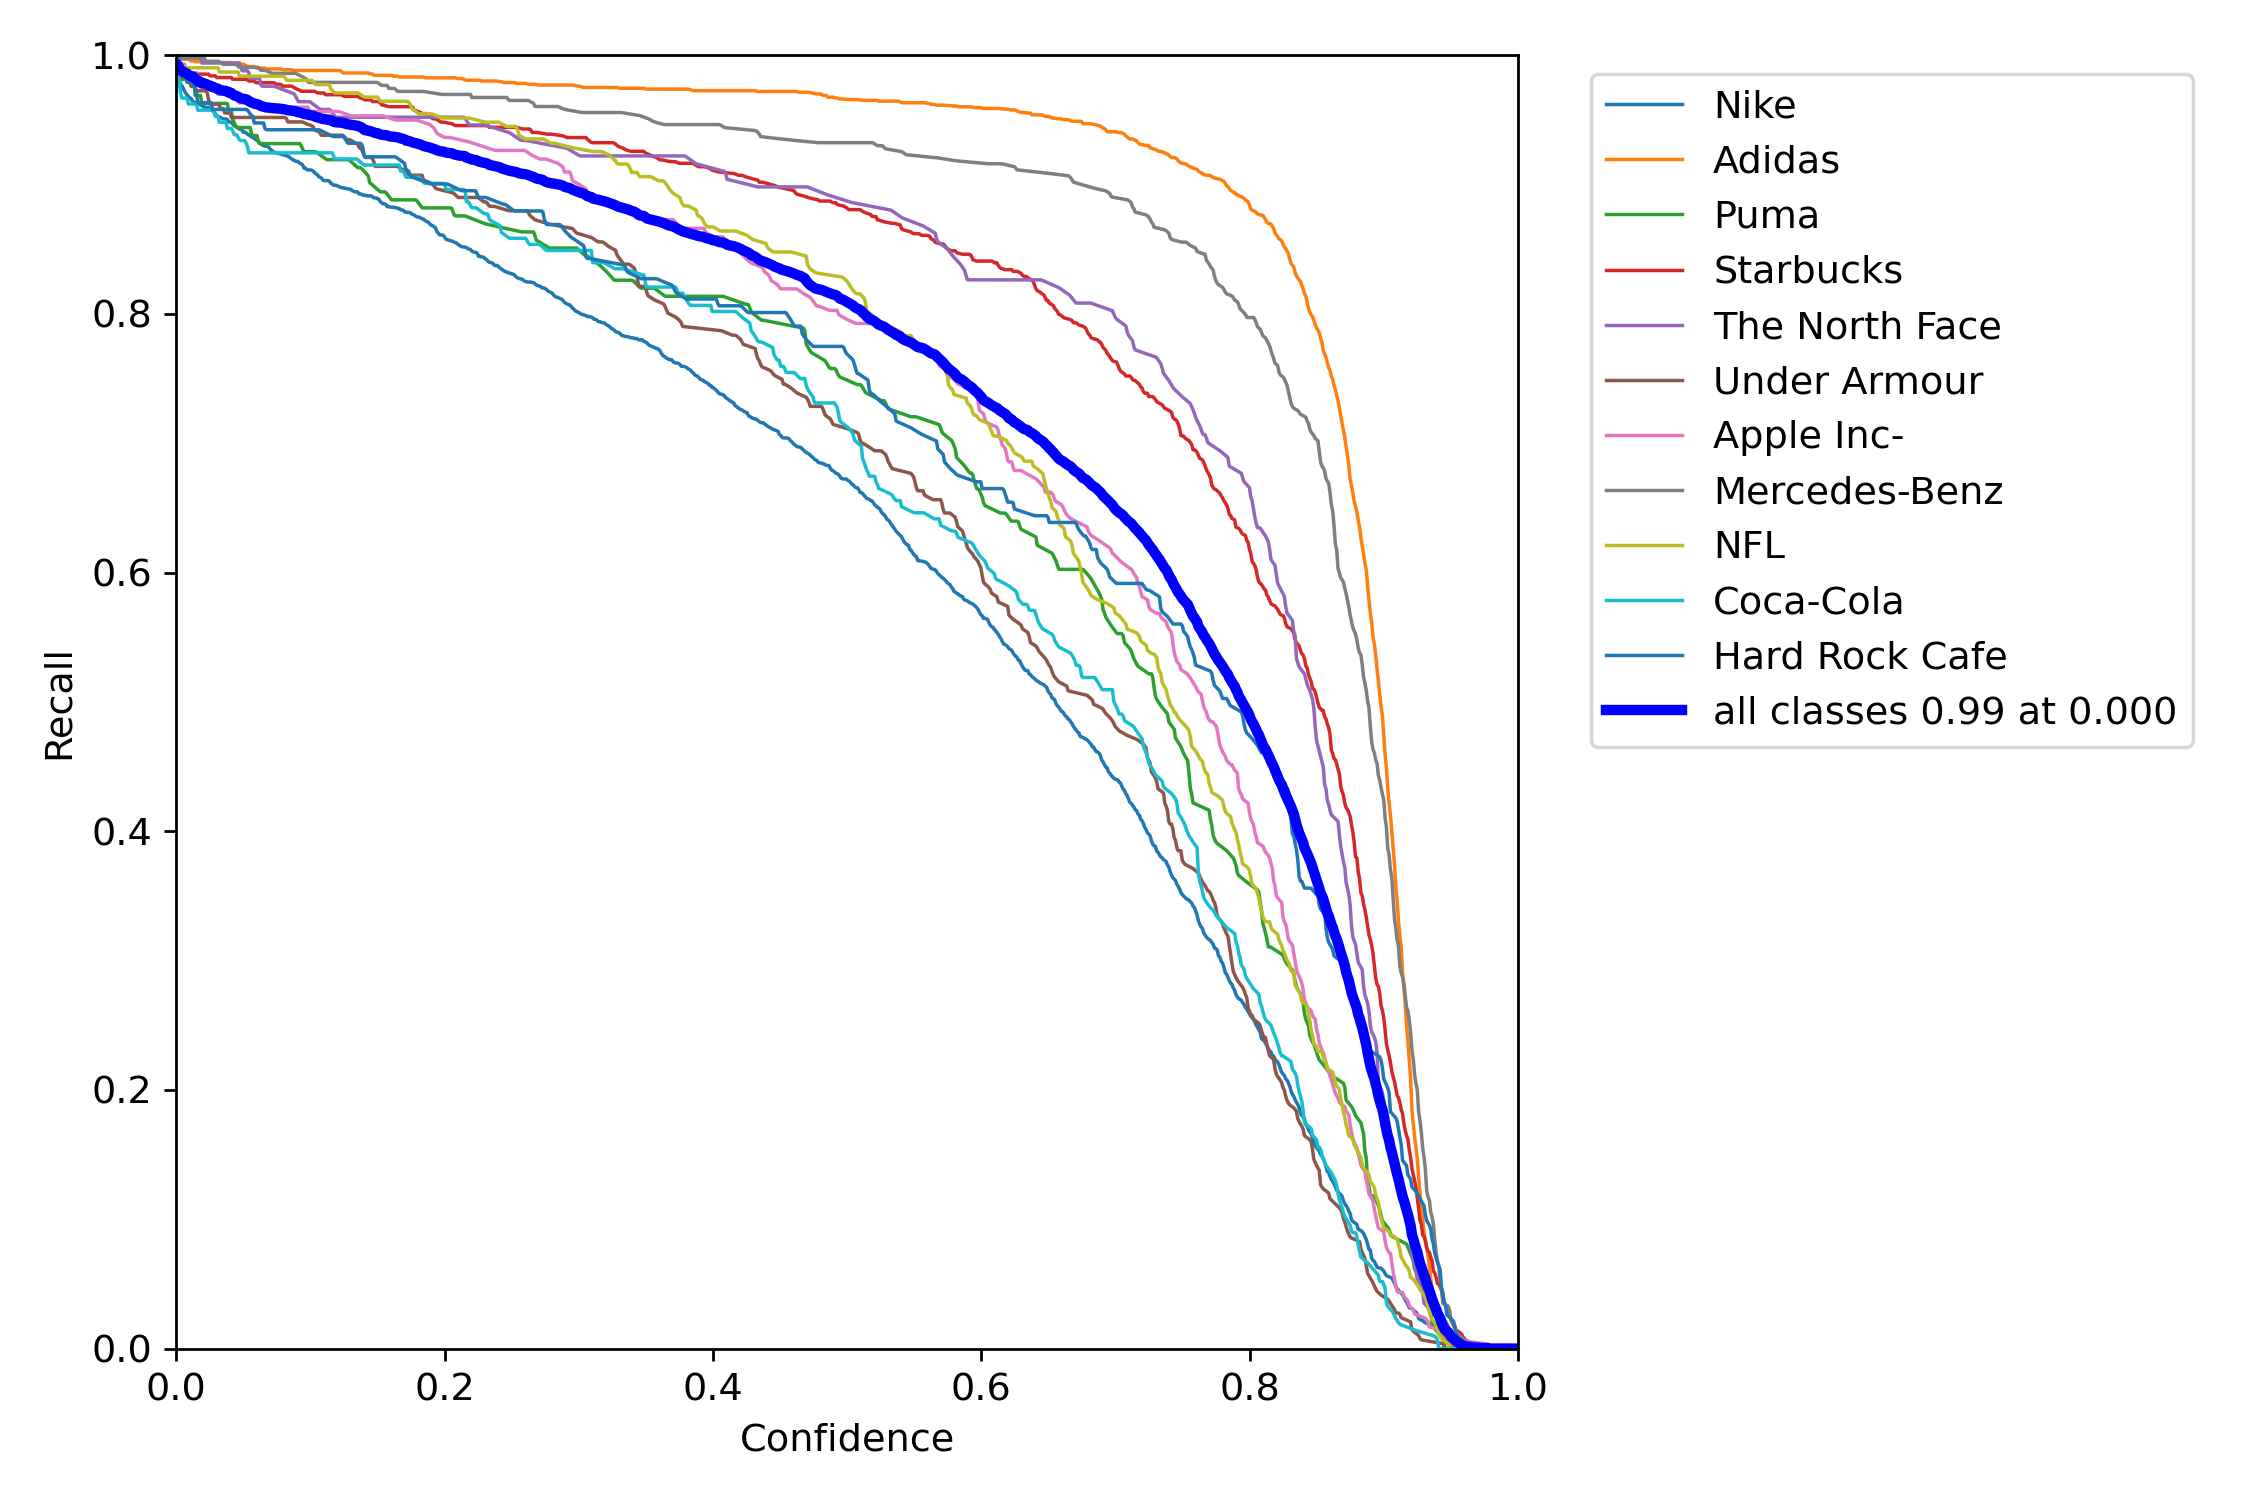 1.0
0.8
0.6
0.4
0.2
0.0
Recall
0.0 0.2 0.4 0.6 0.8 1.0
Confidence
Nike
Adidas
Puma
Starbucks
The North Face
Under Armour
Apple Inc-
Mercedes-Benz
NFL
Coca-Cola
Hard Rock Cafe
all classes 0.99 at 0.000